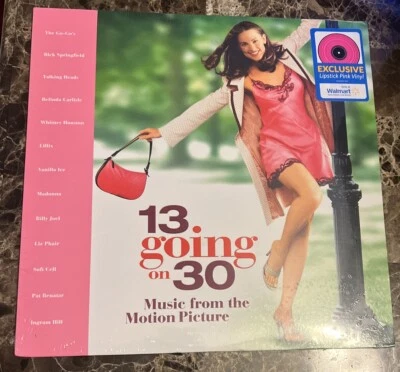 The Go-Go's
Rick Springfield
Talking Heads
Belinda Carlisle
Whitney Houston
Lillix
Vanilla Ice
Madonna
Billy Joel
Liz Phair
Soft Cell
Pat Benatar
Ingram Hill
EXCLUSIVE
Lipstick Pink Vinyl
Walmart
13
going
on 30
Music from the
Motion Picture